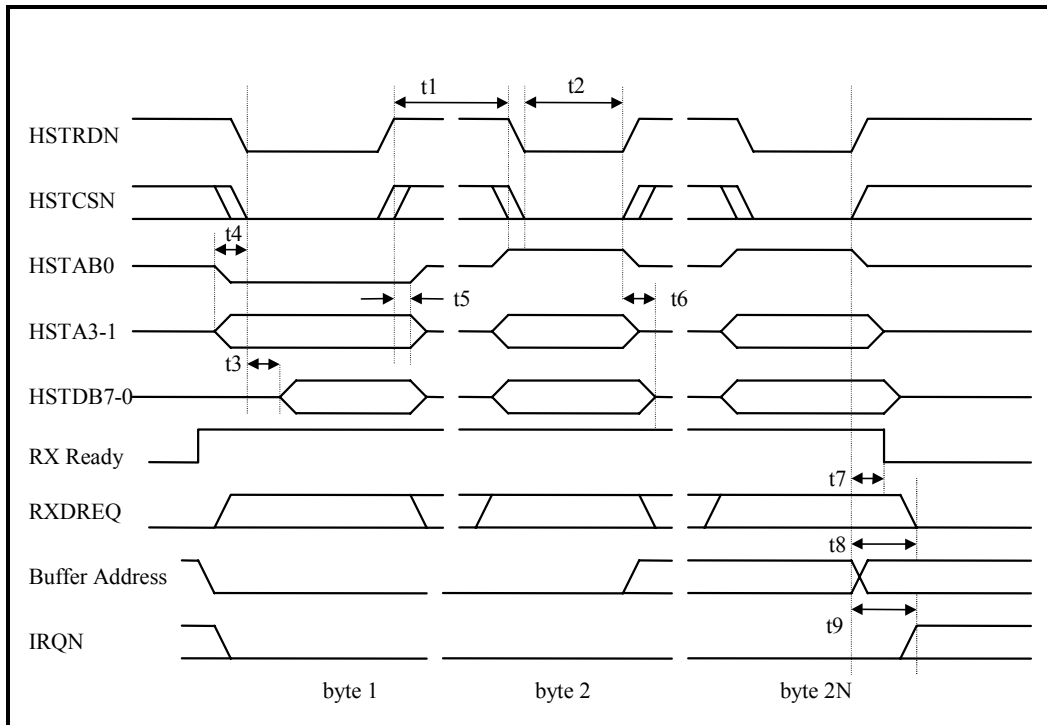 t1
t2
HSTRDN
HSTCSN
t4
HSTAB0
t5
t6
HSTA3-1
t3
HSTDB7-0
RX Ready
t7
RXDREQ
t8
Buffer Address
t9
IRQN
byte 1
byte 2
byte 2N